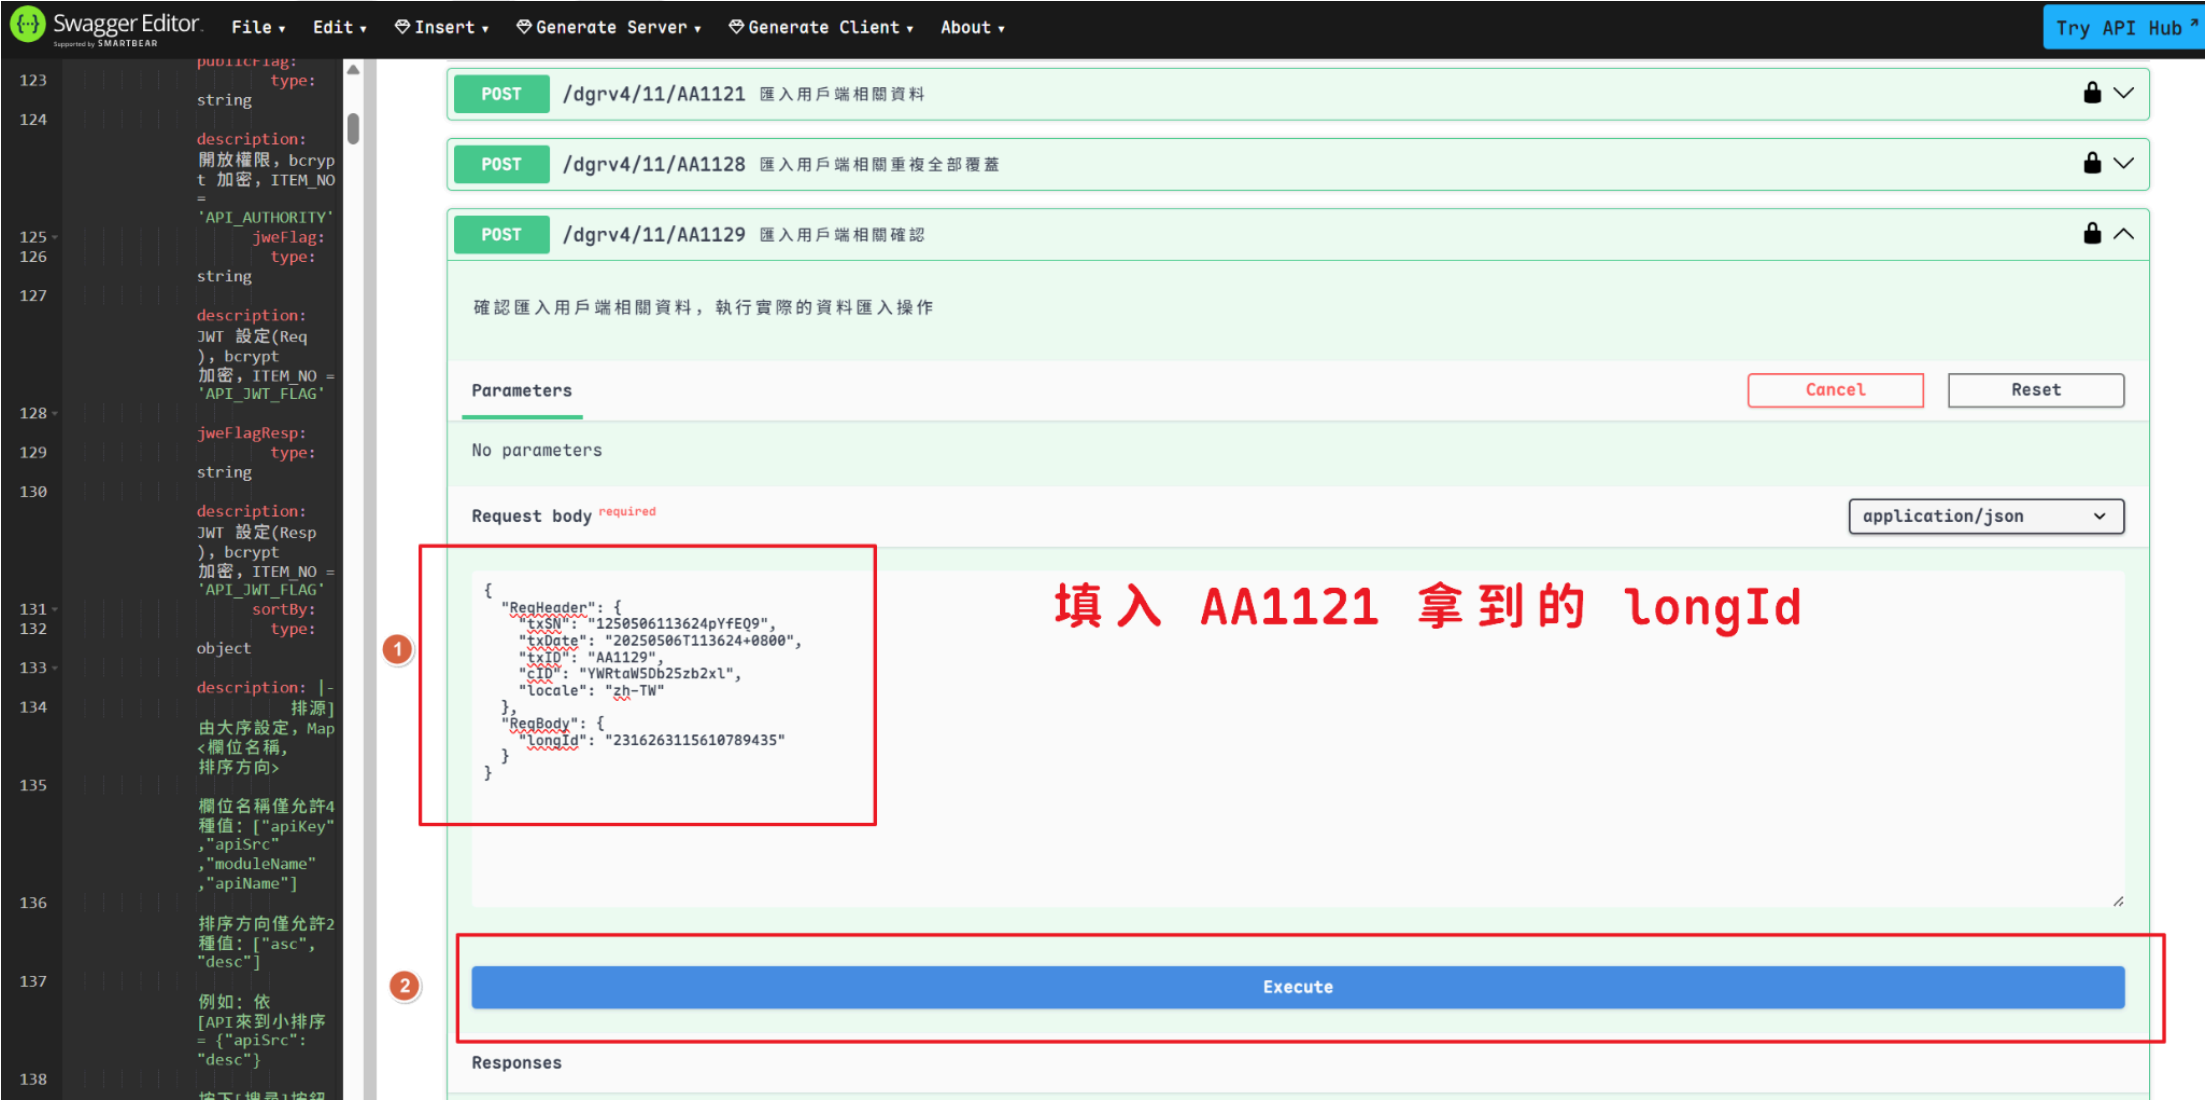 Swagger Editor.
Supported by SMARTBEAR
File
Edit
Insert
Generate Server
Generate Client
About
Try API Hub
publicFlag:
123
type:
string
124
description:
開放權限, bcryp
t 加密, ITEM_NO
=
'API_AUTHORITY'
125
jweFlag:
126
type:
string
127
description:
JWT 設定(Req
), bcrypt
加密, ITEM_NO =
'API_JWT_FLAG'
128
jweFlagResp:
129
type:
string
130
description:
JWT 設定(Resp
), bcrypt
加密, ITEM_NO =
'API_JWT_FLAG'
131
sortBy:
132
type:
object
133
description: |-
134
排源]
由大序設定, Map
<欄位名稱,
排序方向>
135
欄位名稱僅允許4
種值: ["apiKey"
,"apiSrc"
,"moduleName"
,"apiName"]
136
排序方向僅允許2
種值: ["asc",
"desc"]
137
例如: 依
[API來到小排序
= {"apiSrc":
"desc"}
138
按下[搜尋]按鈕
POST /dgrv4/11/AA1121 匯入用戶端相關資料
POST /dgrv4/11/AA1128 匯入用戶端相關重複全部覆蓋
POST /dgrv4/11/AA1129 匯入用戶端相關確認
確認匯入用戶端相關資料, 執行實際的資料匯入操作
Parameters
Cancel
Reset
No parameters
Request body required
application/json
1
{
"ReqHeader": {
"txSN": "1250506113624pYfEQ9",
"txDate": "20250506T113624+0800",
"txID": "AA1129",
"cID": "YWRtaW5Db25zb2xl",
"locale": "zh-TW"
},
"ReqBody": {
"longId": "2316263115610789435"
}
}
填入 AA1121 拿到的 longId
2
Execute
Responses